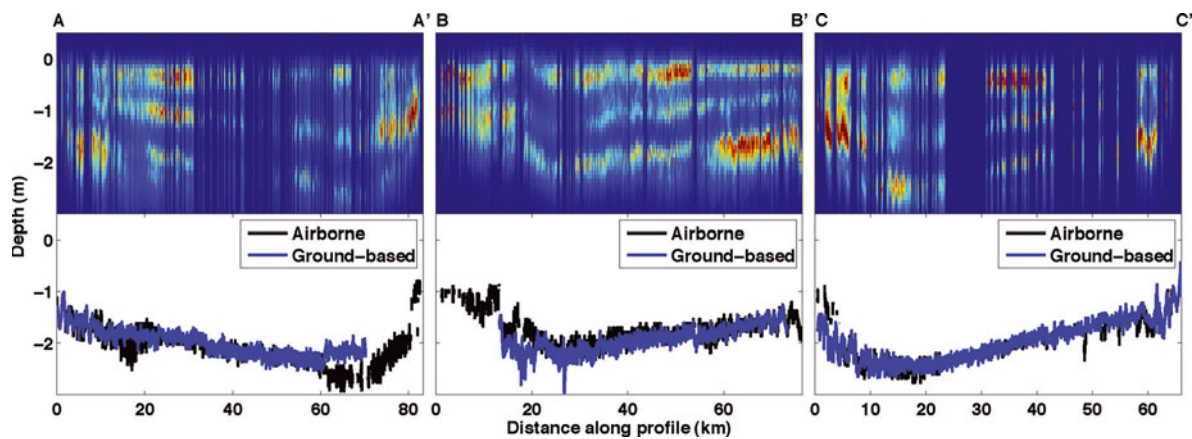 A A' B B' C C'
0
-1
-2
Depth (m)
0
-1
-2
Airborne
Ground-based
Airborne
Ground-based
Airborne
Ground-based
0 20 40 60 80 0 20 40 60 0 10 20 30 40 50 60
Distance along profile (km)